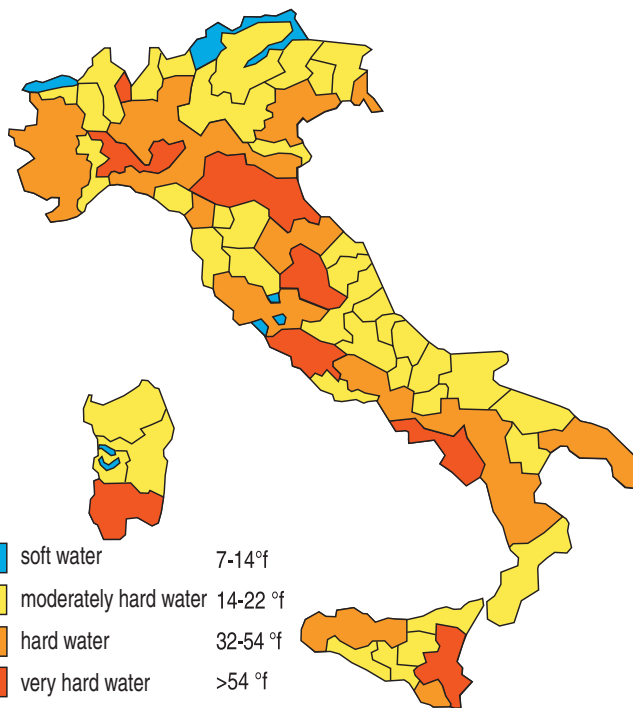 soft water 7-14°f
moderately hard water 14-22 °f
hard water 32-54 °f
very hard water >54 °f